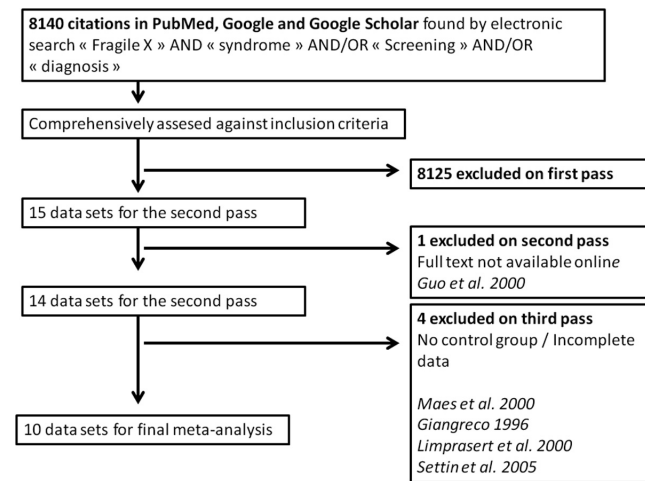 8140 citations in PubMed, Google and Google Scholar found by electronic
search « Fragile X » AND « syndrome » AND/OR « Screening » AND/OR
« diagnosis »
Comprehensively assesed against inclusion criteria
8125 excluded on first pass
15 data sets for the second pass
1 excluded on second pass
Full text not available online
Guo et al. 2000
14 data sets for the second pass
4 excluded on third pass
No control group / Incomplete
data
Maes et al. 2000
Giangreco 1996
Limprasert et al. 2000
Settin et al. 2005
10 data sets for final meta-analysis